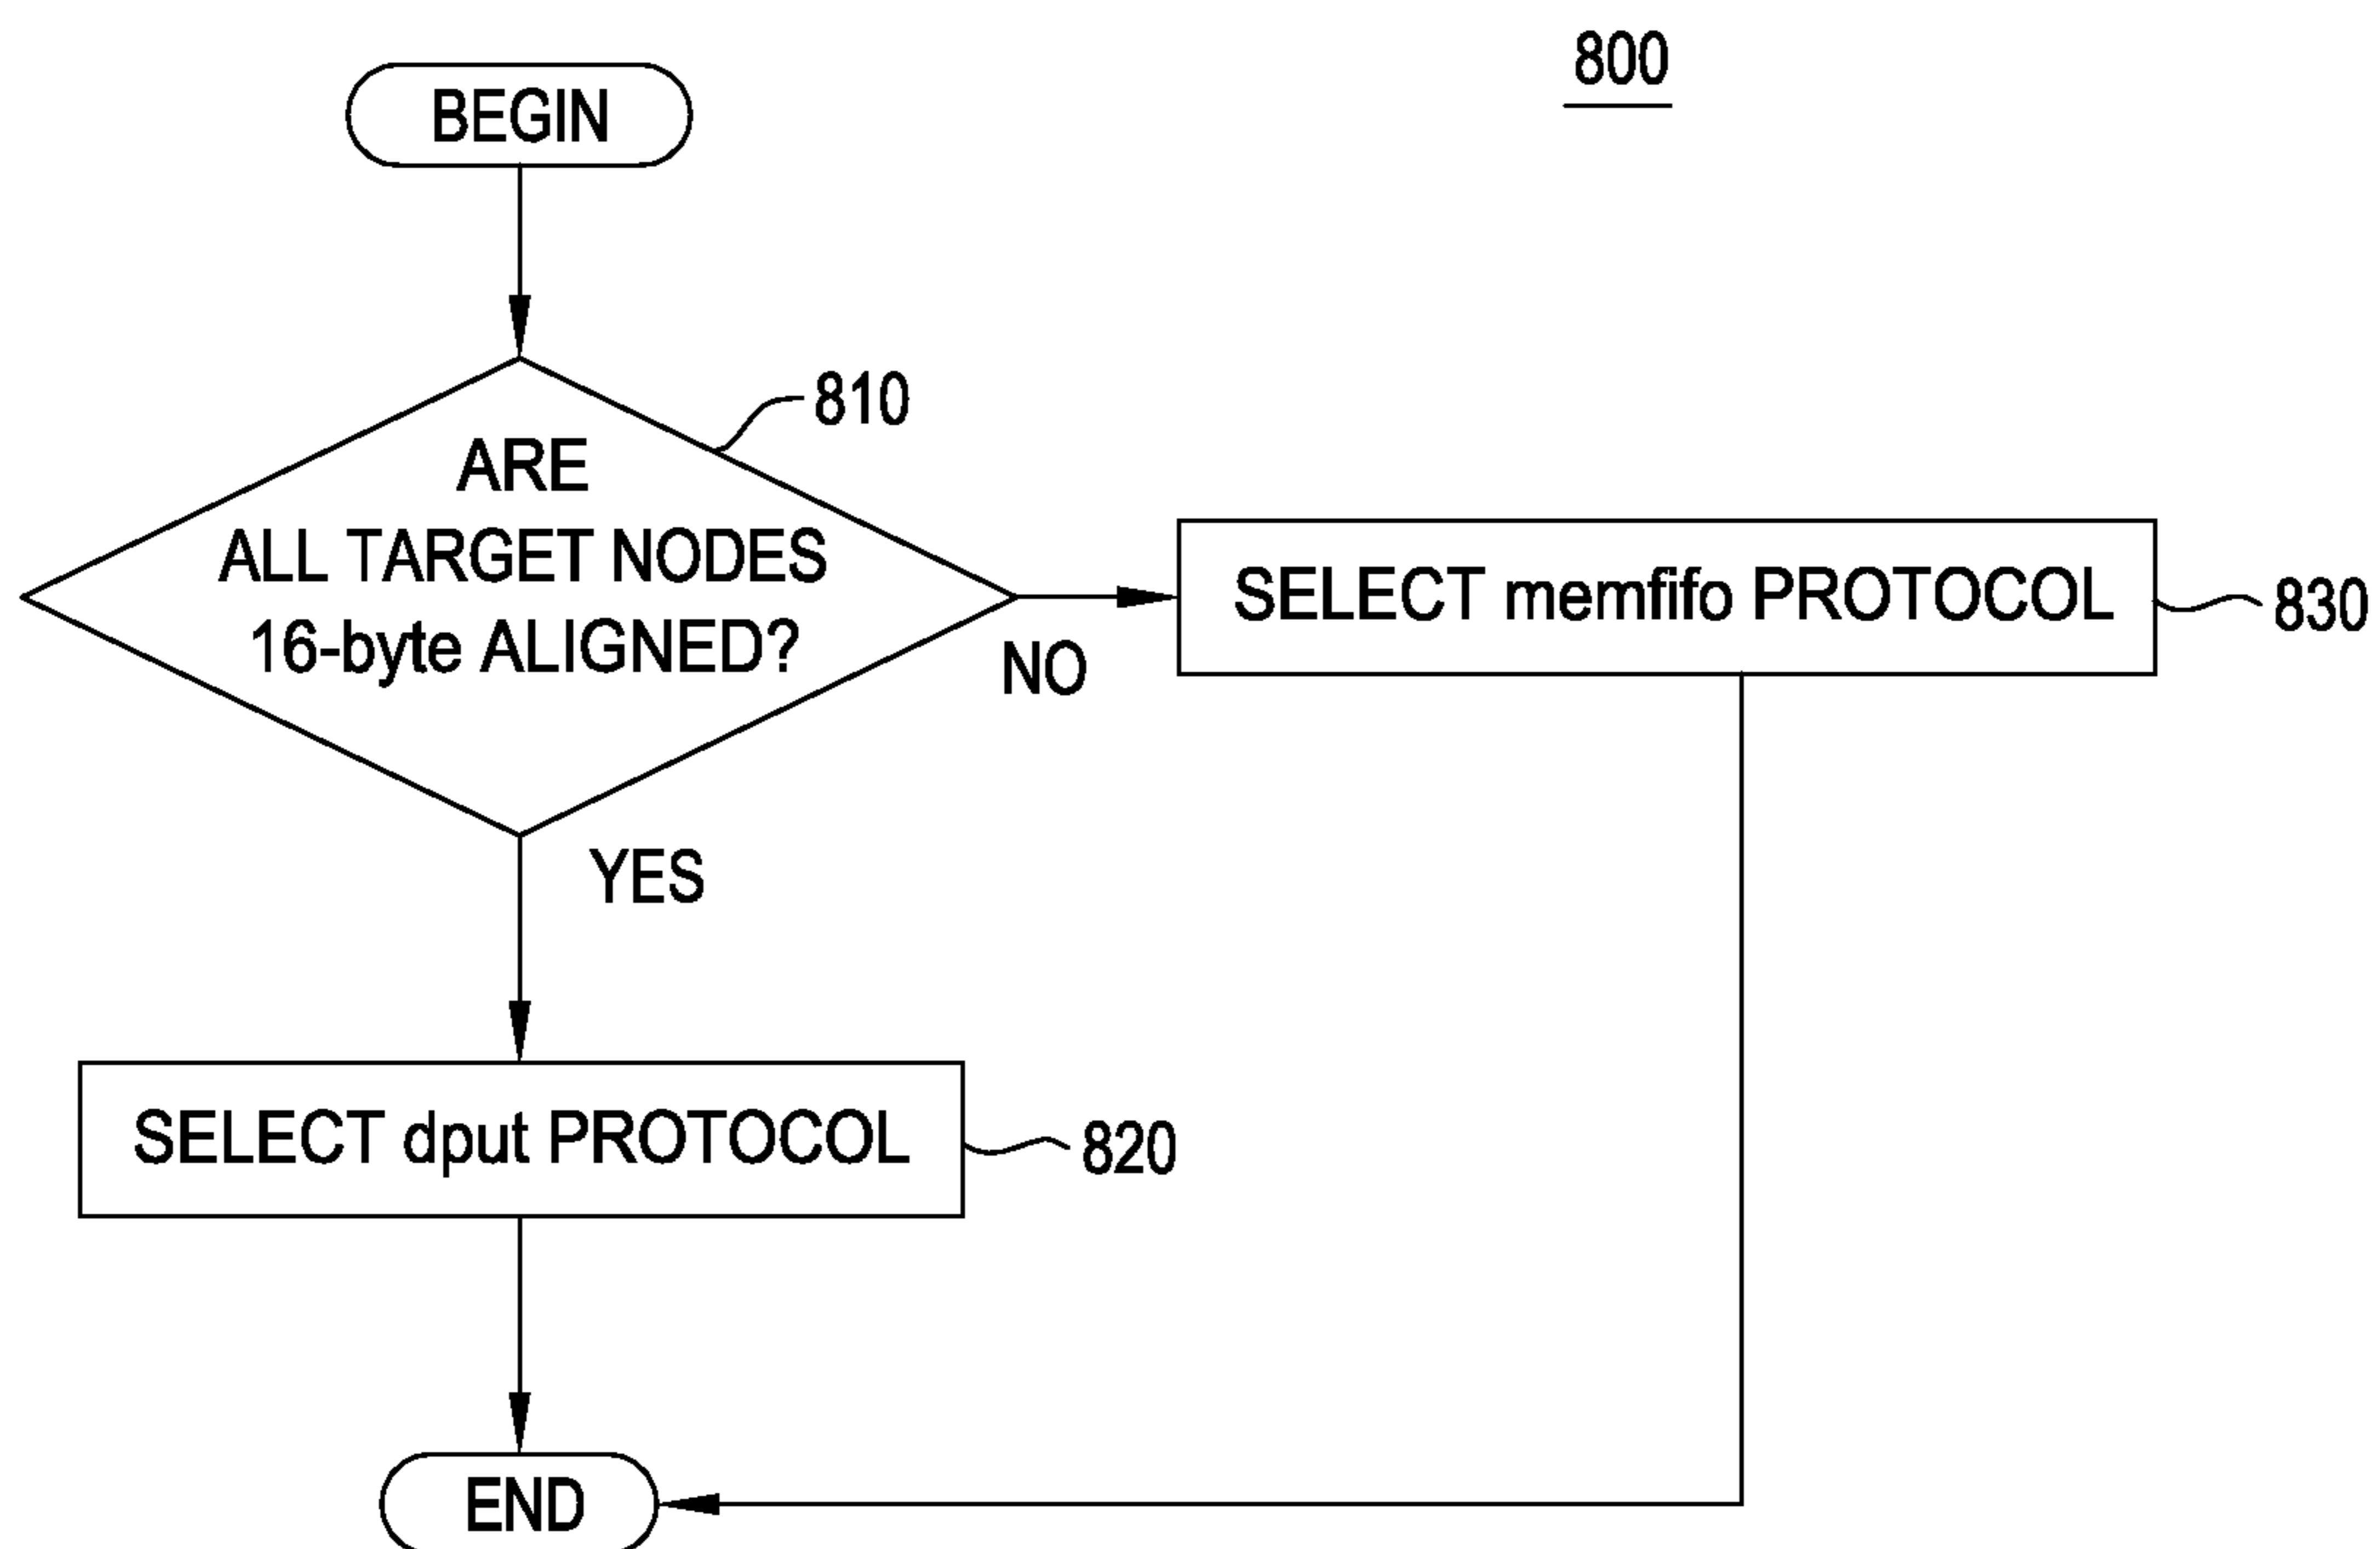 800
BEGIN
810
ARE
ALL TARGET NODES
16-byte ALIGNED?
NO
SELECT memfifo PROTOCOL
830
YES
SELECT dput PROTOCOL
820
END